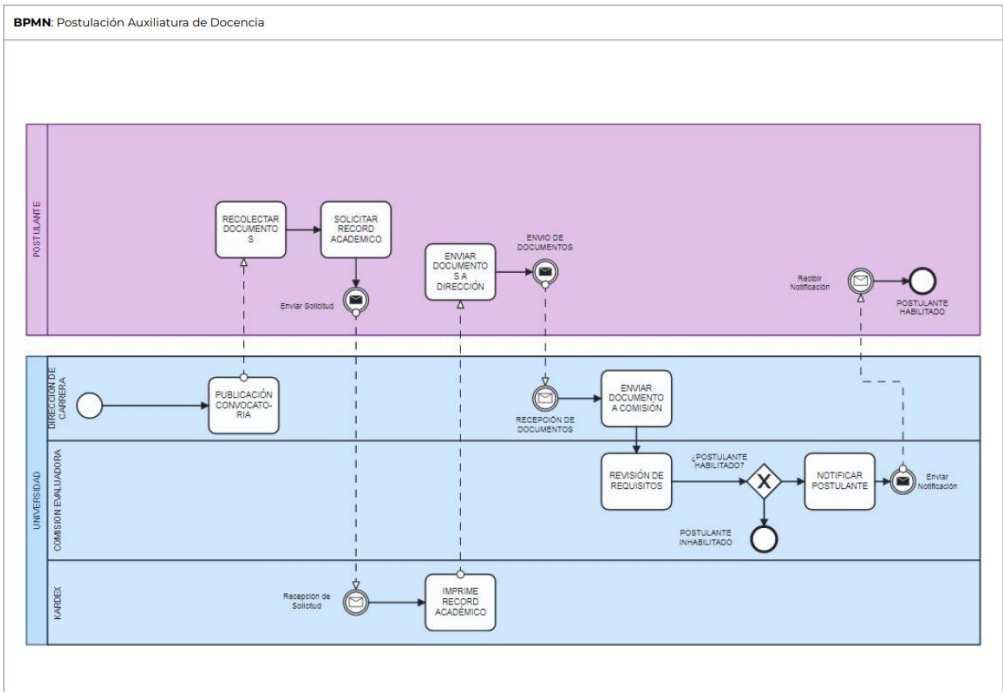 BPMN: Postulación Auxiliatura de Docencia
POSTULANTE
RECOLECTAR
DOCUMENTO
S
SOLICITAR
RECORD
ACADEMICO
Enviar Solicitud
ENVIAR
DOCUMENTO
S A
DIRECCIÓN
ENVIO DE
DOCUMENTOS
Recibir
Notificación
POSTULANTE
HABILITADO
UNIVERSIDAD
DIRECCIÓN DE
CARRERA
PUBLICACIÓN
CONVOCATO-
RIA
RECEPCIÓN DE
DOCUMENTOS
ENVIAR
DOCUMENTO
A COMISIÓN
COMISION EVALUADORA
REVISIÓN DE
REQUISITOS
¿POSTULANTE
HABILITADO?
X
NOTIFICAR
POSTULANTE
Enviar
Notificación
POSTULANTE
INHABILITADO
KARDEX
Recepción de
Solicitud
IMPRIME
RECORD
ACADÉMICO